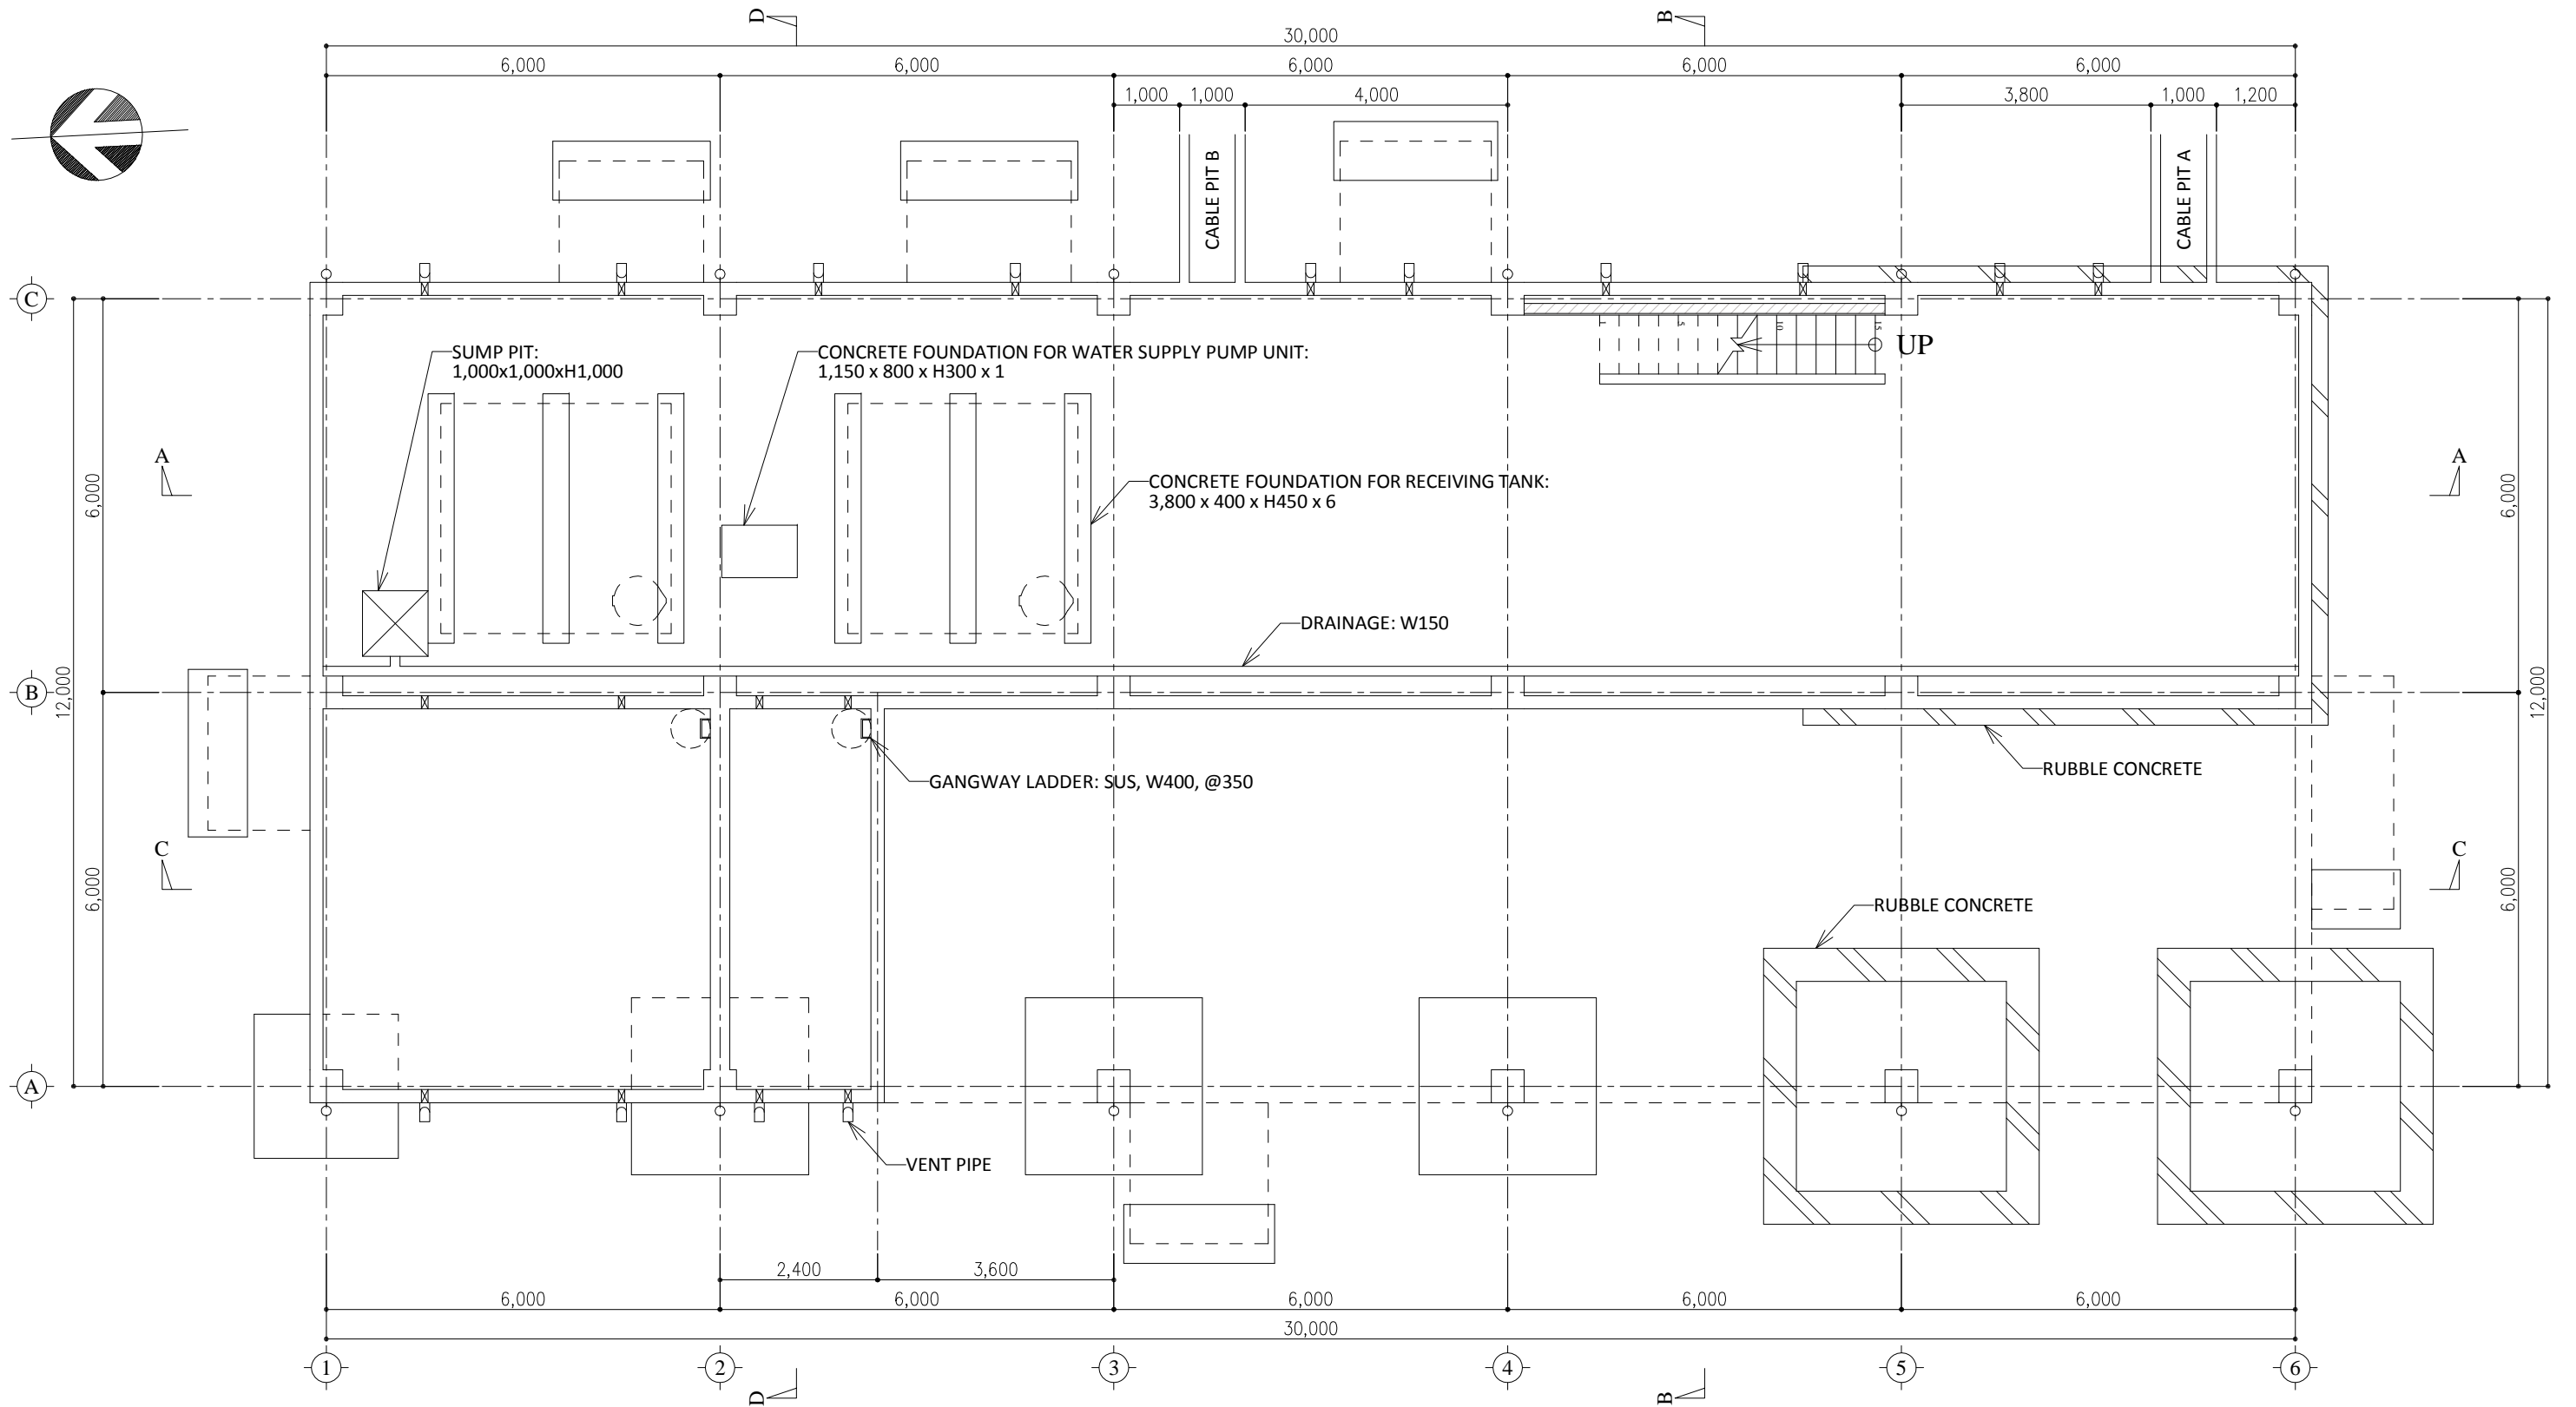 D
B
30,000
6,000
6,000
6,000
6,000
6,000
1,000
1,000
4,000
3,800
1,000
1,200
CABLE PIT B
CABLE PIT A
C
SUMP PIT:
1,000x1,000xH1,000
CONCRETE FOUNDATION FOR WATER SUPPLY PUMP UNIT:
1,150 x 800 x H300 x 1
1
5
10
15
UP
A
A
6,000
6,000
CONCRETE FOUNDATION FOR RECEIVING TANK:
3,800 x 400 x H450 x 6
DRAINAGE: W150
B
12,000
12,000
RUBBLE CONCRETE
GANGWAY LADDER: SUS, W400, @350
C
C
6,000
6,000
RUBBLE CONCRETE
A
VENT PIPE
2,400
3,600
6,000
6,000
6,000
6,000
6,000
30,000
1
2
3
4
5
6
D
B